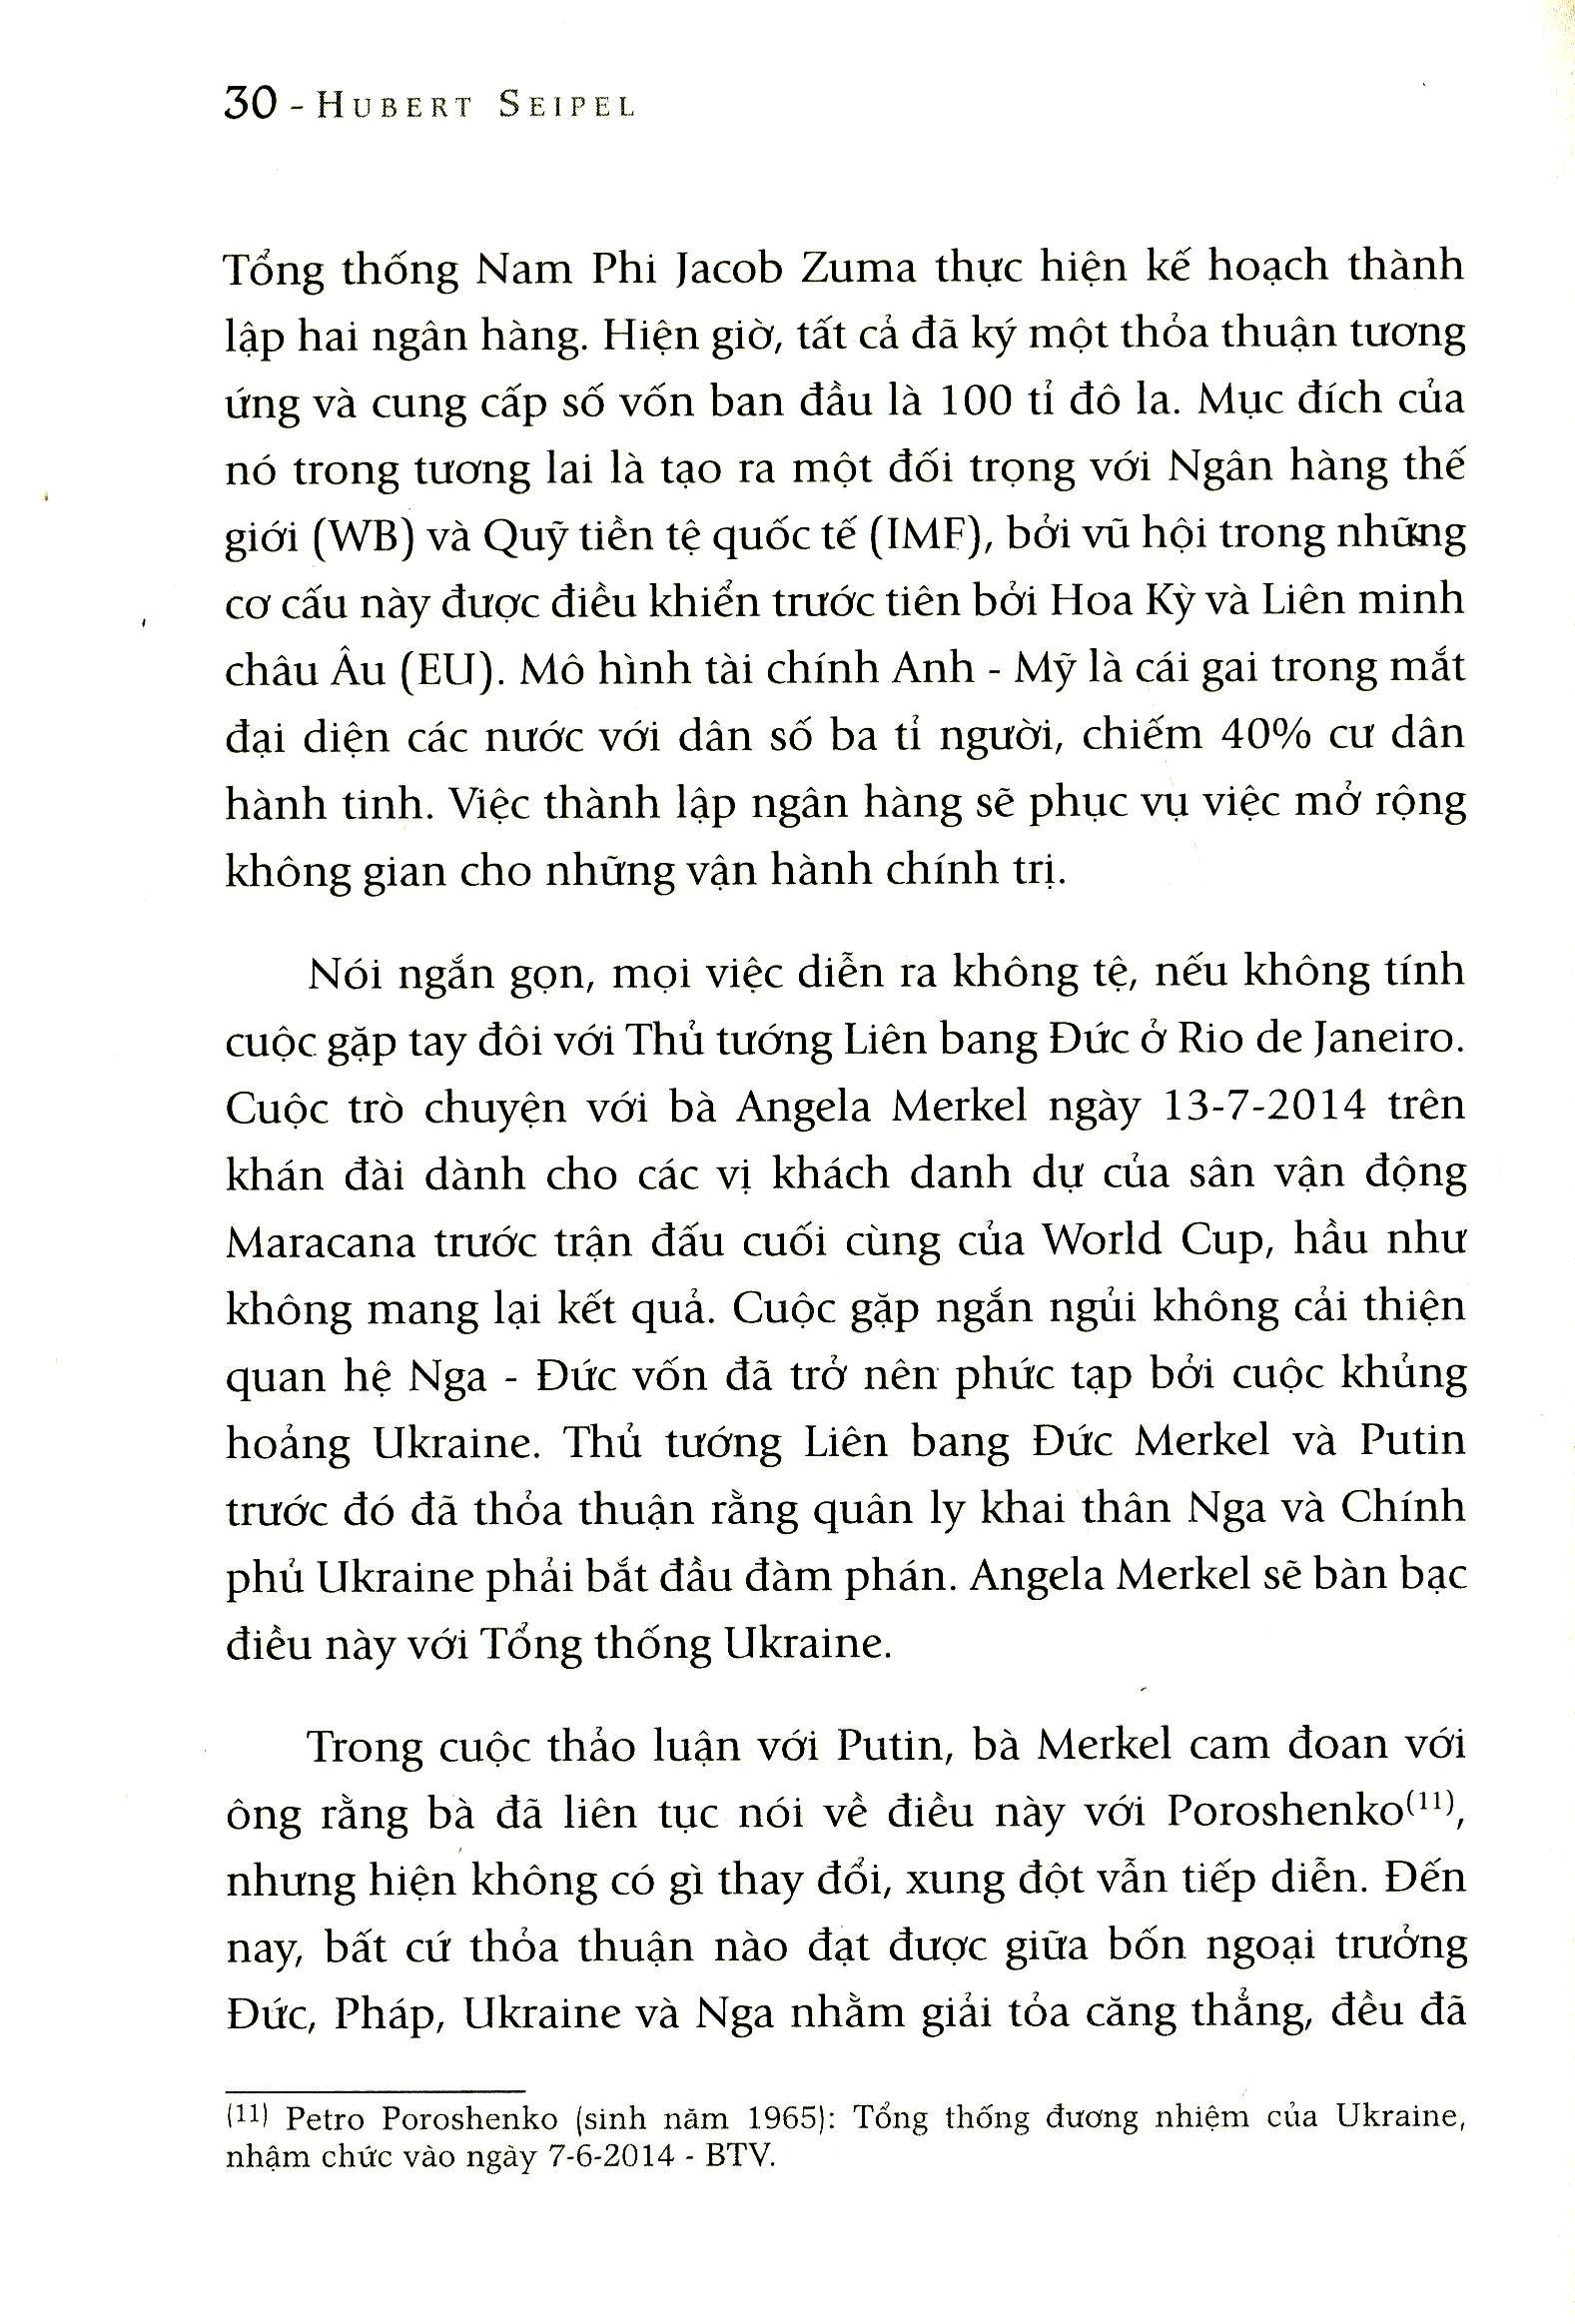 30 - HUBERT SEIPEL
Tổng thống Nam Phi Jacob Zuma thực hiện kế hoạch thành
lập hai ngân hàng. Hiện giờ, tất cả đã ký một thỏa thuận tương
ứng và cung cấp số vốn ban đầu là 100 tỉ đô la. Mục đích của
nó trong tương lai là tạo ra một đối trọng với Ngân hàng thế
giới (WB) và Quỹ tiền tệ quốc tế (IMF), bởi vũ hội trong những
cơ cấu này được điều khiển trước tiên bởi Hoa Kỳ và Liên minh
châu Âu (EU). Mô hình tài chính Anh - Mỹ là cái gai trong mắt
đại diện các nước với dân số ba tỉ người, chiếm 40% cư dân
hành tinh. Việc thành lập ngân hàng sẽ phục vụ việc mở rộng
không gian cho những vận hành chính trị.
Nói ngắn gọn, mọi việc diễn ra không tệ, nếu không tính
cuộc gặp tay đôi với Thủ tướng Liên bang Đức ở Rio de Janeiro.
Cuộc trò chuyện với bà Angela Merkel ngày 13-7-2014 trên
khán đài dành cho các vị khách danh dự của sân vận động
Maracana trước trận đấu cuối cùng của World Cup, hầu như
không mang lại kết quả. Cuộc gặp ngắn ngủi không cải thiện
quan hệ Nga - Đức vốn đã trở nên phức tạp bởi cuộc khủng
hoảng Ukraine. Thủ tướng Liên bang Đức Merkel và Putin
trước đó đã thỏa thuận rằng quân ly khai thân Nga và Chính
phủ Ukraine phải bắt đầu đàm phán. Angela Merkel sẽ bàn bạc
điều này với Tổng thống Ukraine.
Trong cuộc thảo luận với Putin, bà Merkel cam đoan với
ông rằng bà đã liên tục nói về điều này với Poroshenko(11),
nhưng hiện không có gì thay đổi, xung đột vẫn tiếp diễn. Đến
nay, bất cứ thỏa thuận nào đạt được giữa bốn ngoại trưởng
Đức, Pháp, Ukraine và Nga nhằm giải tỏa căng thẳng, đều đã
(11) Petro Poroshenko (sinh năm 1965): Tổng thống đương nhiệm của Ukraine,
nhậm chức vào ngày 7-6-2014 - BTV.